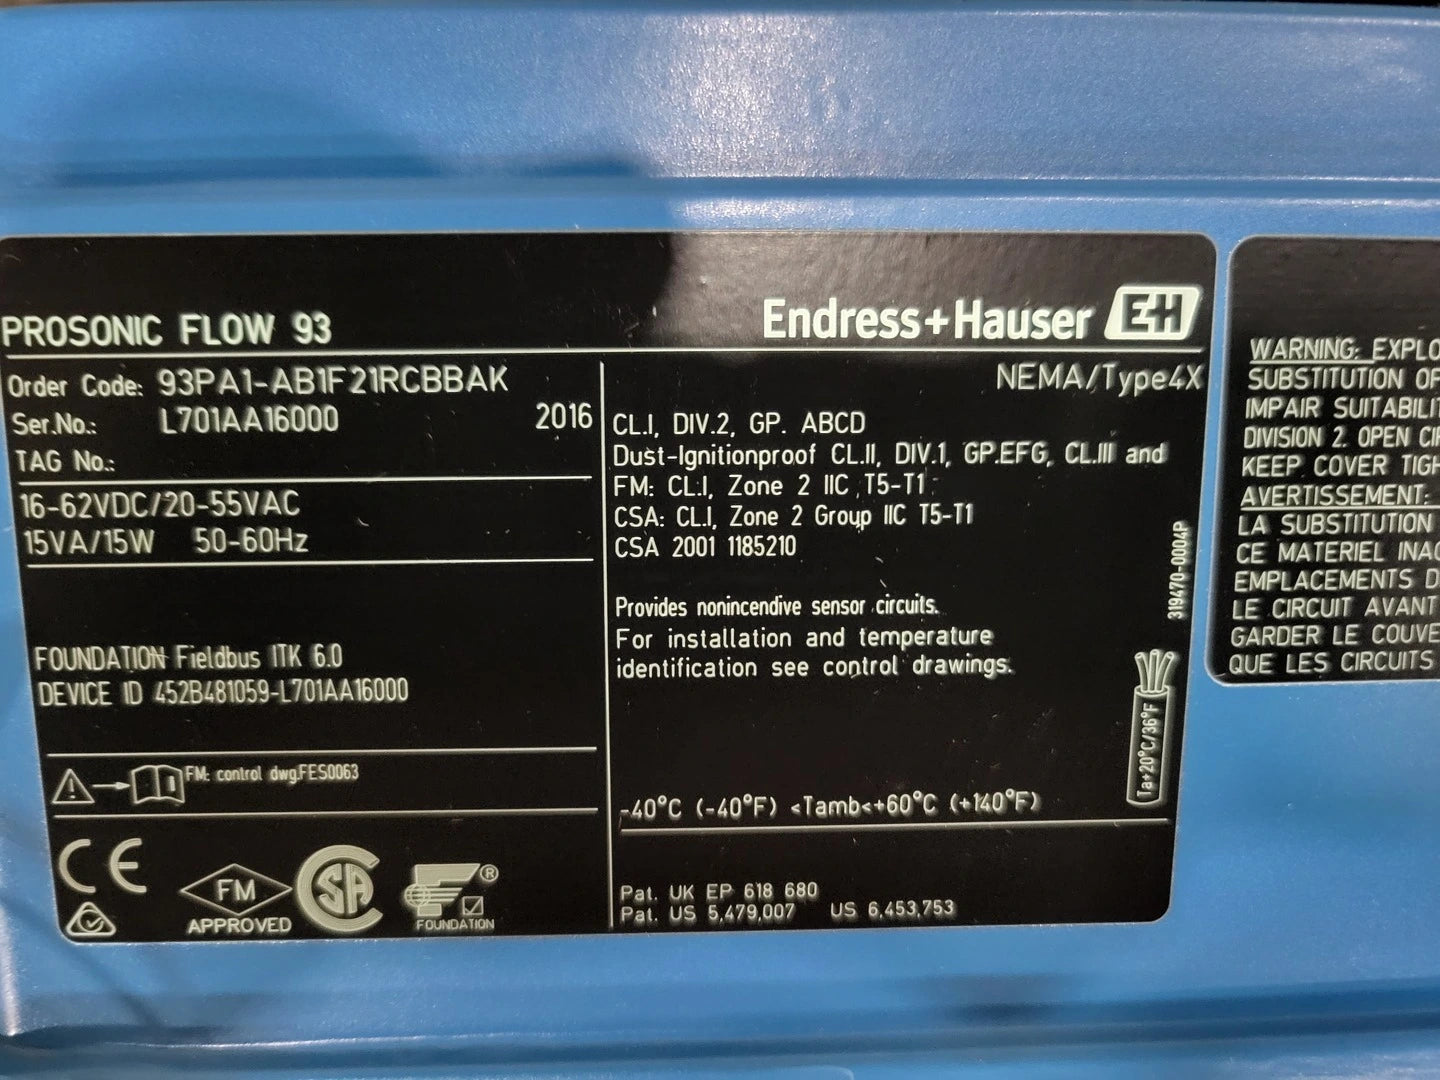 PROSONIC FLOW 93
Endress+Hauser EH
Order Code: 93PA1-AB1F21RCBBAK
Ser.No.: L701AA16000 2016
TAG No.:
16-62VDC/20-55VAC
15VA/15W 50-60Hz
FOUNDATION Fieldbus ITK 6.0
DEVICE ID 452B481059-L701AA16000
FM: control dwg.FES0063
CE
FM
APPROVED
CSA
®
FOUNDATION
NEMA/Type4X
CL.I, DIV.2, GP. ABCD
Dust-Ignitionproof CL.II, DIV.1, GP.EFG, CL.III and
FM: CL.I, Zone 2 IIC T5-T1
CSA: CL.I, Zone 2 Group IIC T5-T1
CSA 2001 1185210
Provides nonincendive sensor circuits.
For installation and temperature
identification see control drawings.
319470-0004P
Ta+20°C/36°F
-40°C (-40°F) <Tamb<+60°C (+140°F)
Pat. UK EP 618 680
Pat. US 5,479,007 US 6,453,753
WARNING: EXPLO
SUBSTITUTION OF
IMPAIR SUITABILIT
DIVISION 2. OPEN CI
KEEP COVER TIGH
AVERTISSEMENT:
LA SUBSTITUTION
CE MATERIEL INAC
EMPLACEMENTS D
LE CIRCUIT AVANT
GARDER LE COUVE
QUE LES CIRCUITS